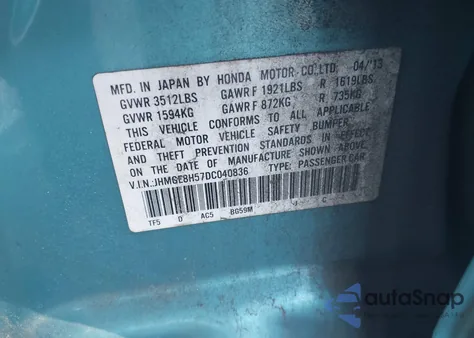 MFD. IN JAPAN BY HONDA MOTOR CO.,LTD. 04/'13
GVWR 3512LBS GAWR F 1921LBS R 1619LBS
GVWR 1594KG GAWR F 872KG R 735KG
THIS VEHICLE CONFORMS TO ALL APPLICABLE
FEDERAL MOTOR VEHICLE SAFETY, BUMPER,
AND THEFT PREVENTION STANDARDS IN EFFECT
ON THE DATE OF MANUFACTURE SHOWN ABOVE.
V.I.N.:JHMGE8H57DC040836 TYPE: PASSENGER CAR
TF5 D AC5 BG59M C
autoSnap